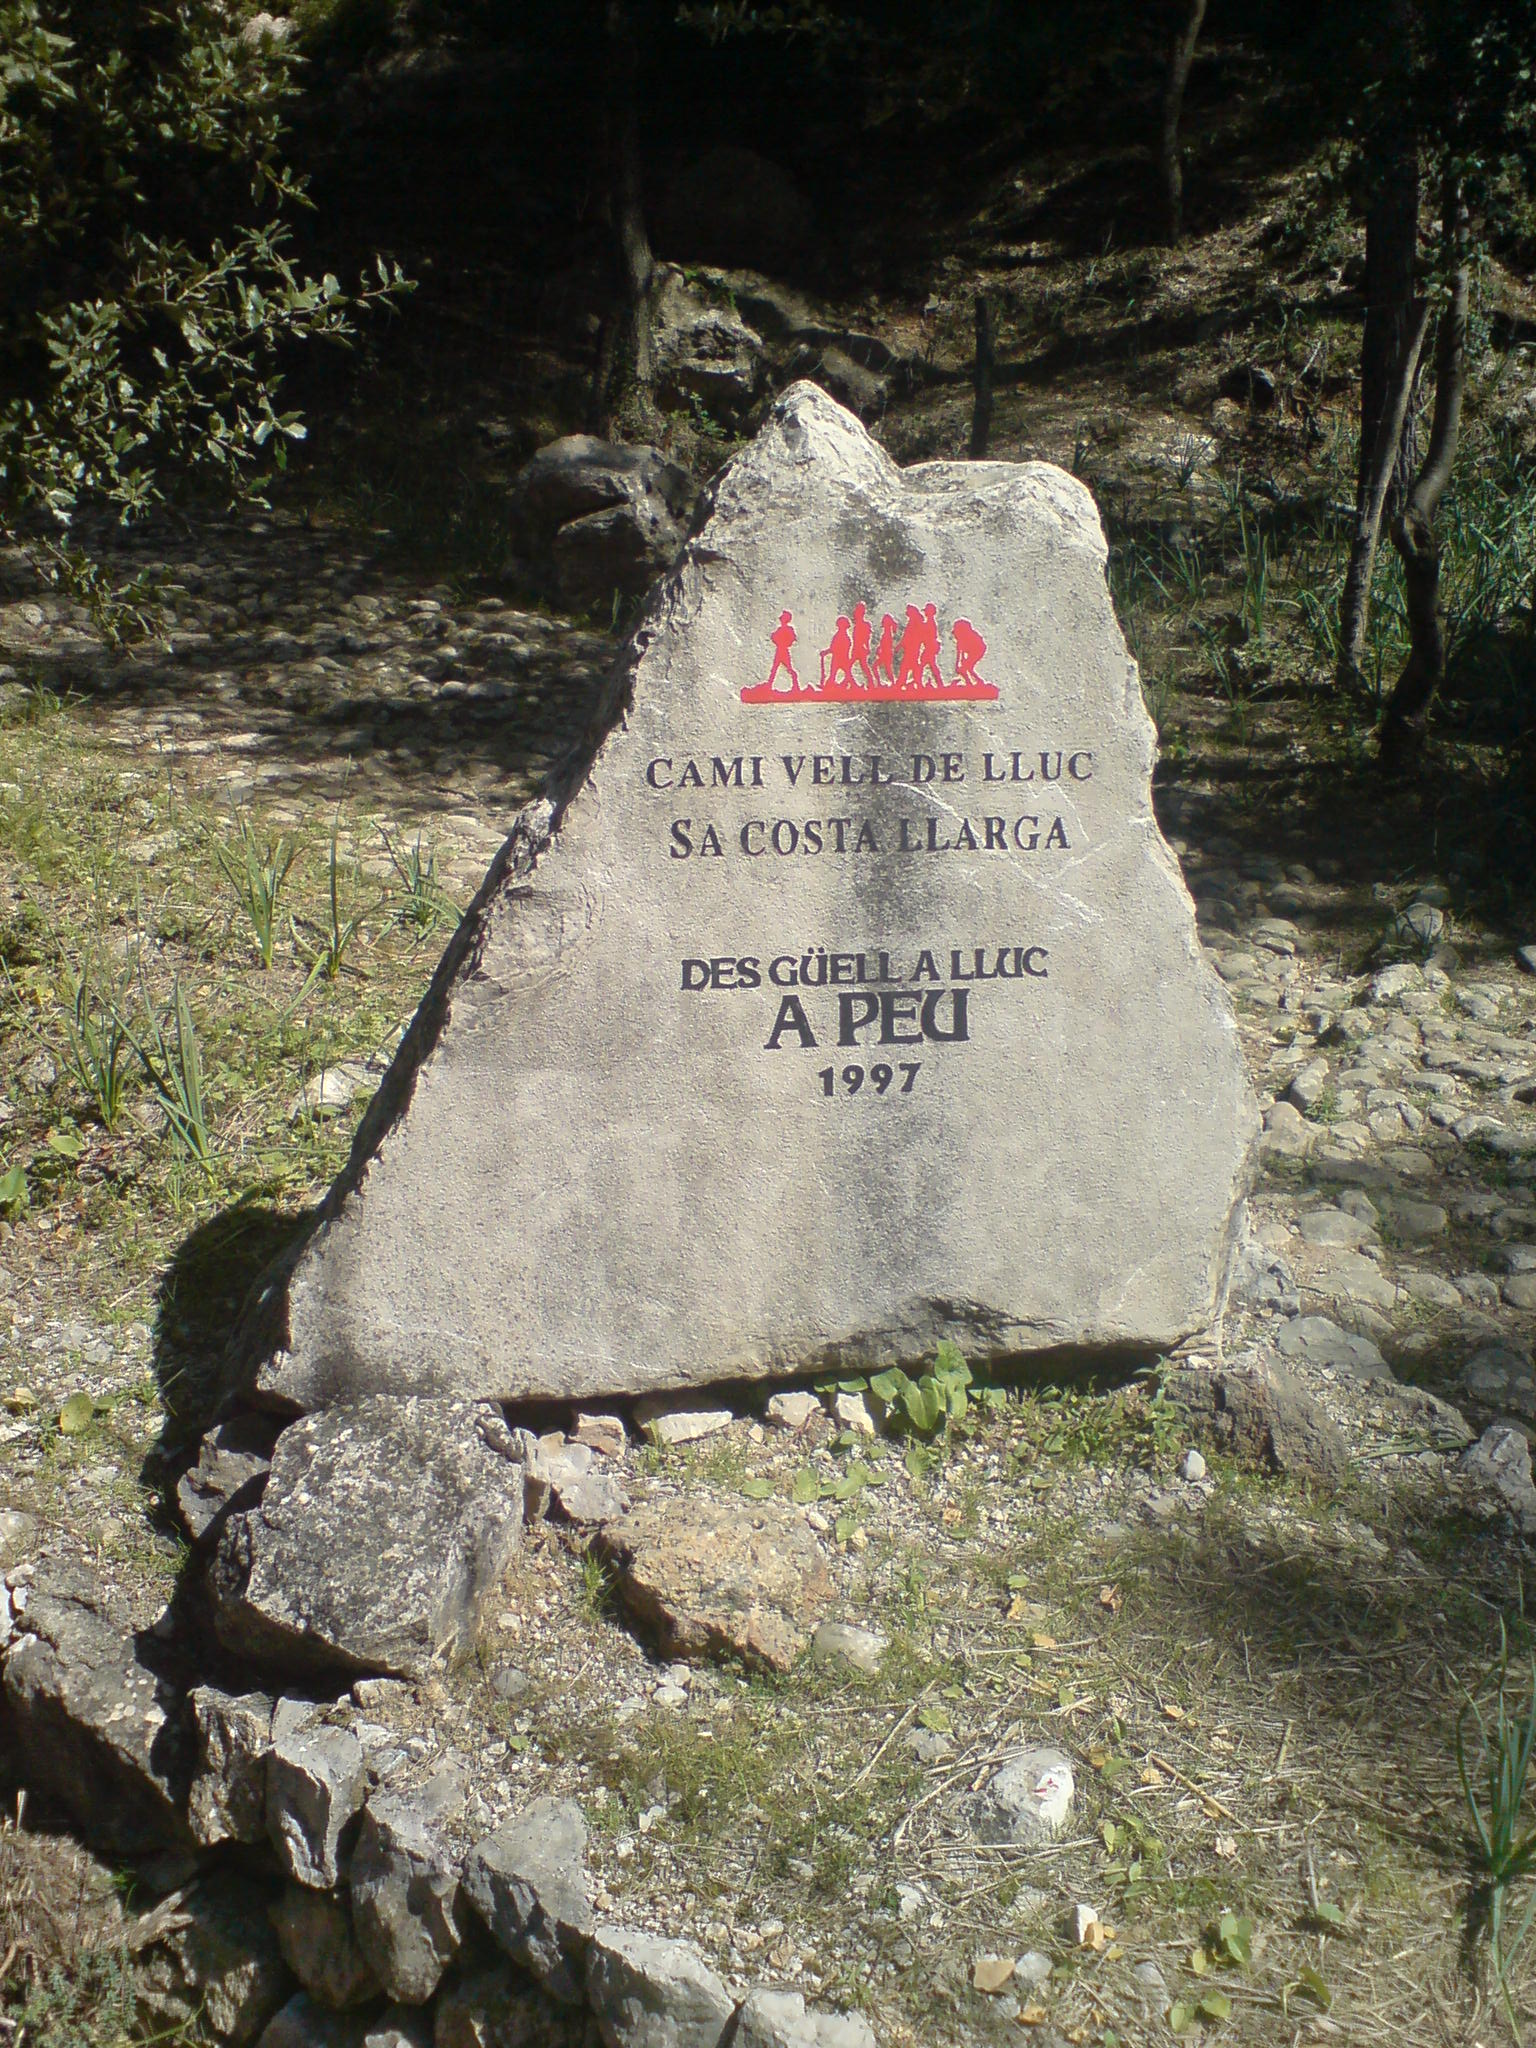 CAMI VELL DE LLUC
SA COSTA LLARGA
DES GÜELL A LLUC
A PEU
1997